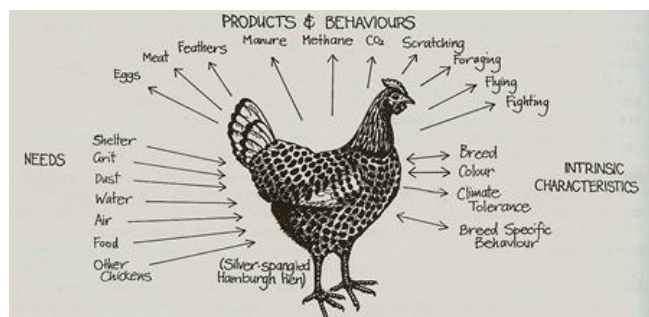 PRODUCTS & BEHAVIOURS
Eggs
Meat
Feathers
Manure
Methane
CO₂
Scratching
Foraging
Flying
Fighting
NEEDS
Shelter
Grit
Dust
Water
Air
Food
Other
Chickens
(Silver-spangled
Hamburgh hen)
Breed
Colour
Climate
Tolerance
Breed Specific
Behaviour
INTRINSIC
CHARACTERISTICS